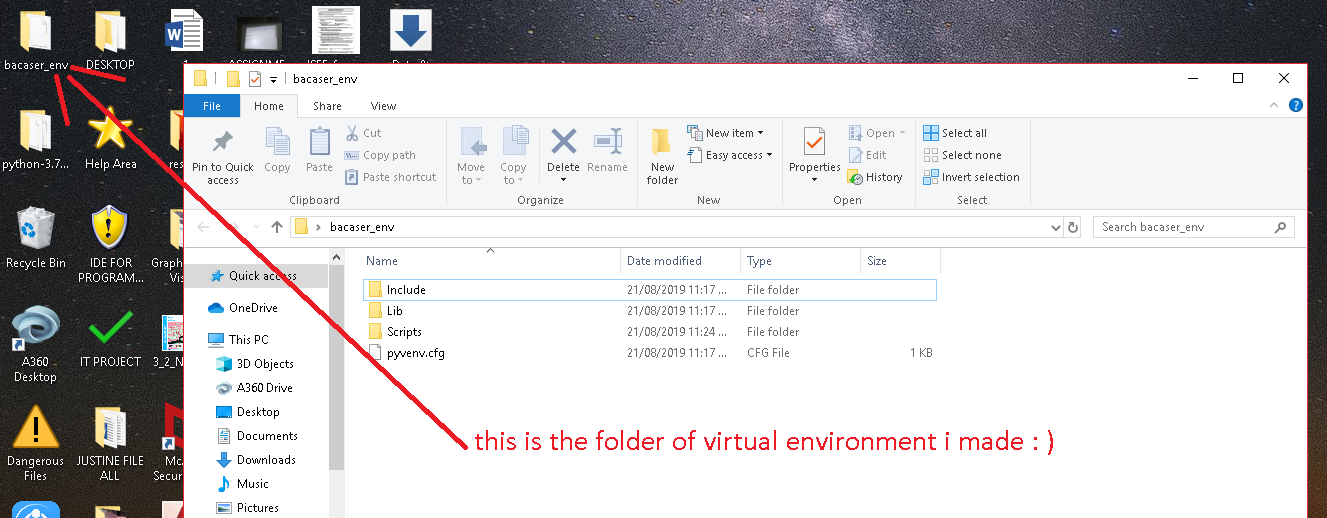 bacaser_env
DESKTOP
1
python-3.7...
Help Area
res
Recycle Bin
IDE FOR
PROGRAM...
Graph
Vis
A360
Desktop
IT PROJECT
3_2_N
Dangerous
Files
JUSTINE FILE
ALL
Mc
Secur
bacaser_env
File
Home
Share
View
Pin to Quick
access
Copy
Paste
Cut
Copy path
Paste shortcut
Clipboard
Move
to
Copy
to
Delete
Rename
Organize
New
folder
New item
Easy access
New
Properties
Open
Edit
History
Open
Select all
Select none
Invert selection
Select
bacaser_env
Search bacaser_env
Quick access
OneDrive
This PC
3D Objects
A360 Drive
Desktop
Documents
Downloads
Music
Pictures
Name Date modified Type Size
Include 21/08/2019 11:17 ... File folder
Lib 21/08/2019 11:17 ... File folder
Scripts 21/08/2019 11:24 ... File folder
pyvenv.cfg 21/08/2019 11:17 ... CFG File 1 KB
this is the folder of virtual environment i made : )